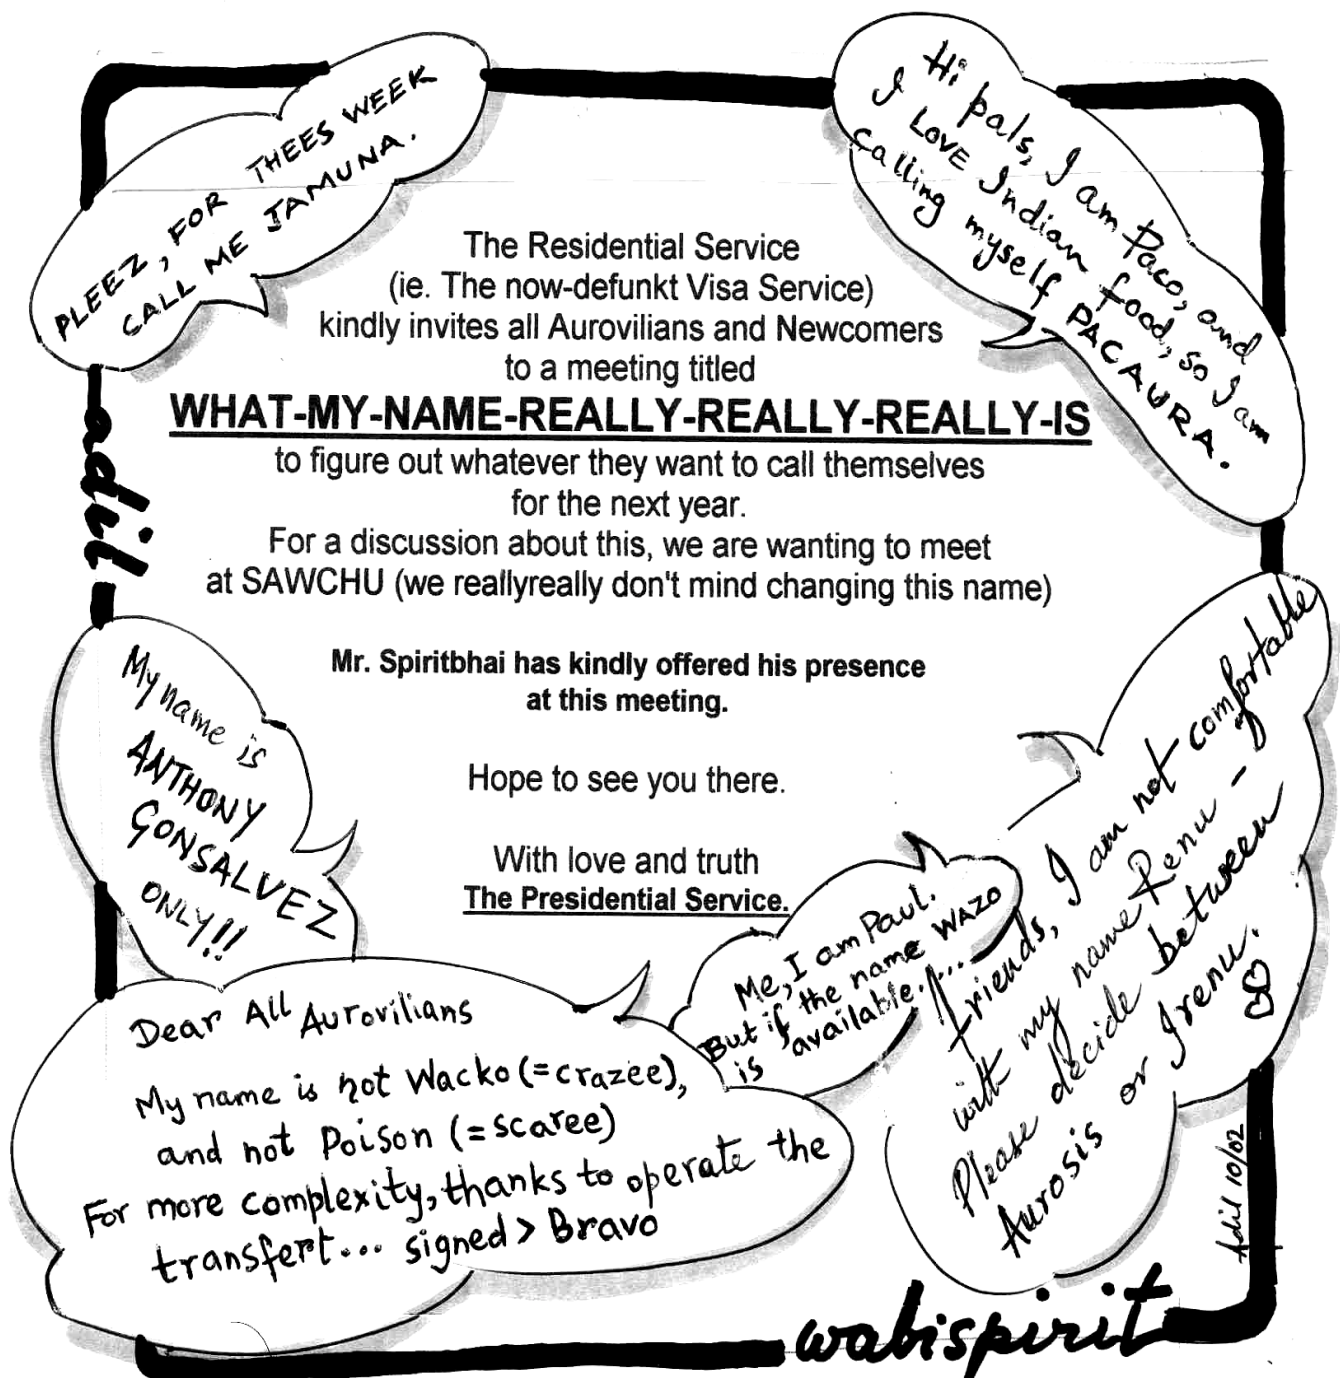 PLEEZ, FOR THEES WEEK
CALL ME JAMUNA.
Hi pals, I am Paco, and
I LOVE Indian food, so I am
calling myself PACAURA.
The Residential Service
(ie. The now-defunkt Visa Service)
kindly invites all Aurovilians and Newcomers
to a meeting titled
WHAT-MY-NAME-REALLY-REALLY-REALLY-IS
to figure out whatever they want to call themselves
for the next year.
For a discussion about this, we are wanting to meet
at SAWCHU (we reallyreally don't mind changing this name)
Mr. Spiritbhai has kindly offered his presence
at this meeting.
Hope to see you there.
With love and truth
The Presidential Service.
adil
My name is
ANTHONY
GONSALVEZ
ONLY!!
Me, I am Paul.
But if the name WAZO
is available....
friends, I am not comfortable
with my name Renu -
Please decide between
Aurosis or Irenu.
Dear All Aurovilians
My name is not Wacko (=crazee),
and not Poison (=scaree)
For more complexity, thanks to operate the
transfert... signed > Bravo
Adil 10/02
wabispirit